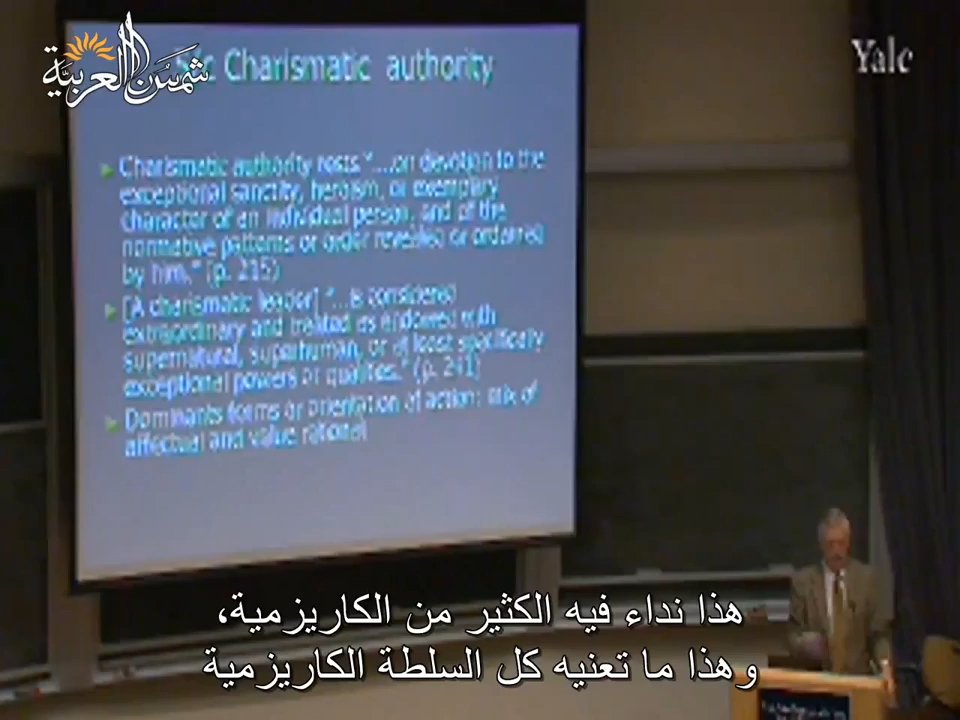 شمس العربية
Yale
Charismatic authority
Charismatic authority rests "...on devotion to the
exceptional sanctity, heroism, or exemplary
character of an individual person, and of the
normative patterns or order revealed or ordained
by him." (p. 215)
[A charismatic leader] "...is considered
extraordinary and treated as endowed with
supernatural, superhuman, or at least specifically
exceptional powers or qualities." (p. 241)
Dominants forms or orientation of action: mix of
affectual and value rational
هذا نداء فيه الكثير من الكاريزمية،
وهذا ما تعنيه كل السلطة الكاريزمية